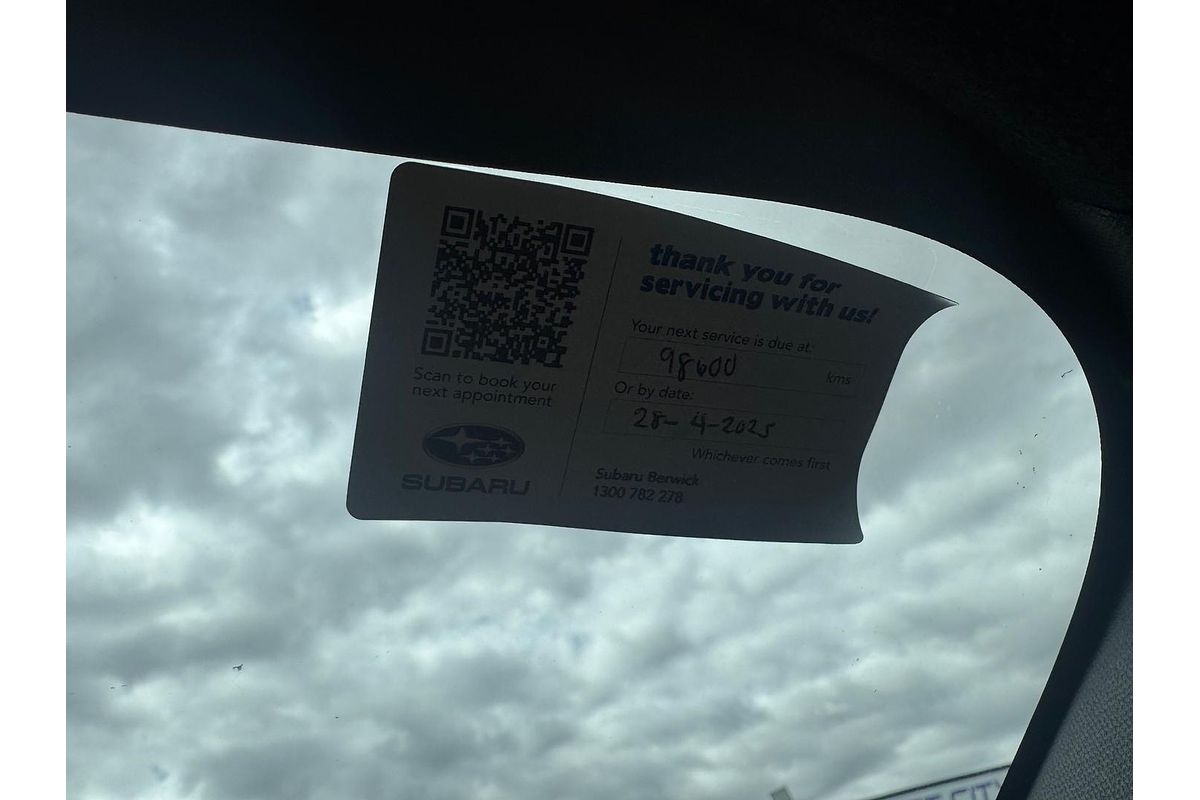 thank you for
servicing with us!
Your next service is due at:
98600 kms
Or by date:
28-4-2025
Whichever comes first
Subaru Berwick
1300 782 278
Scan to book your
next appointment
SUBARU
CITY